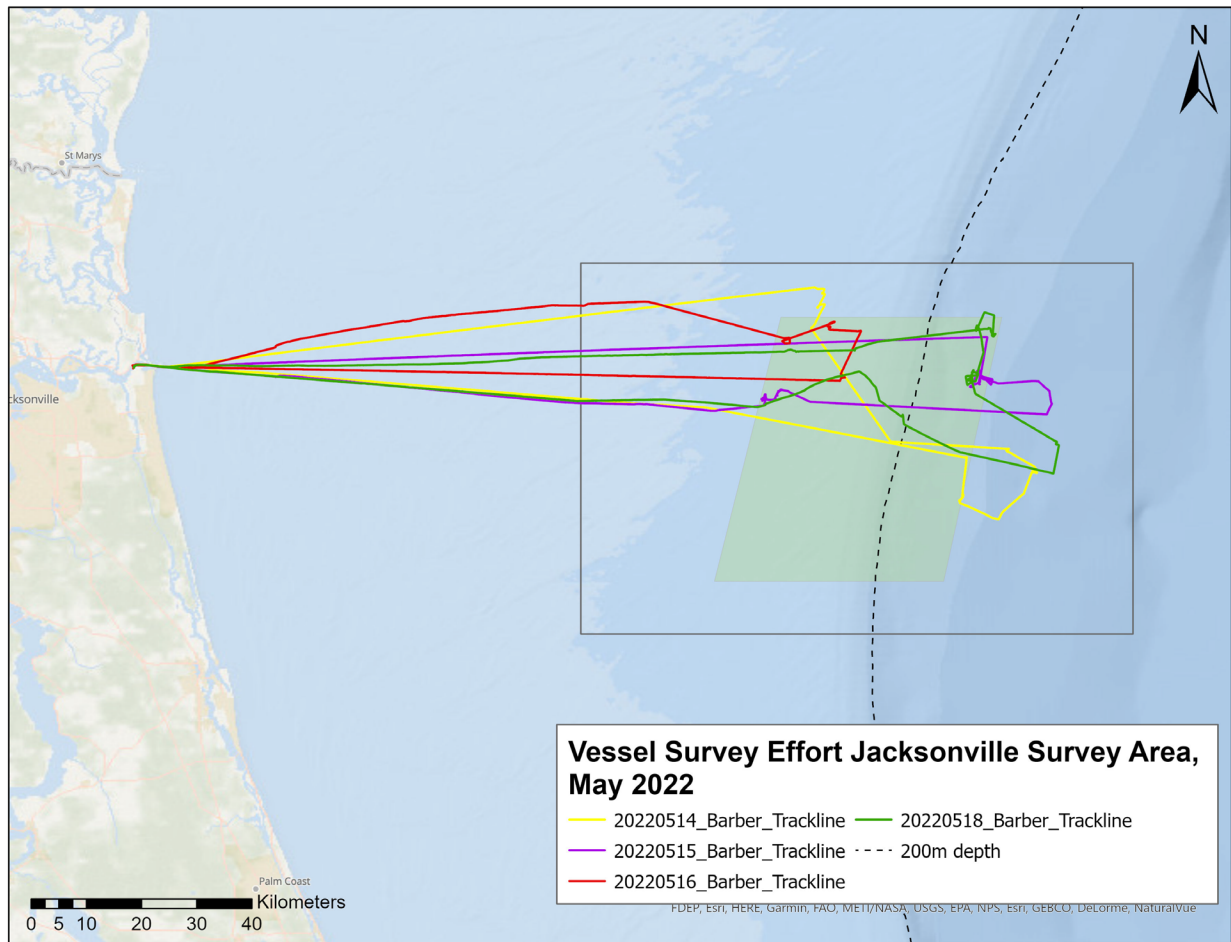 N
St Marys
cksonville
Vessel Survey Effort Jacksonville Survey Area,
May 2022
20220514_Barber_Trackline
20220518_Barber_Trackline
20220515_Barber_Trackline
200m depth
20220516_Barber_Trackline
Palm Coast
Kilometers
0 5 10 20 30 40
FDEP, Esri, HERE, Garmin, FAO, METI/NASA, USGS, EPA, NPS, Esri, GEBCO, DeLorme, NaturalVue